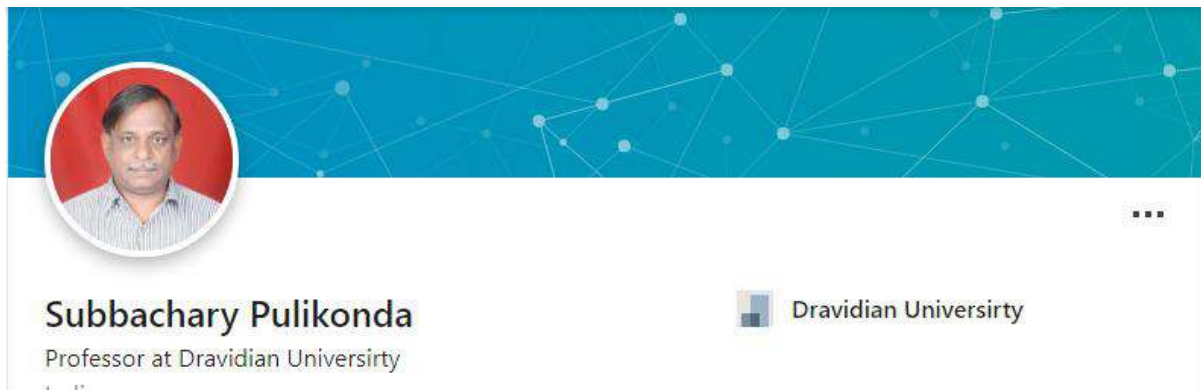 Subbachary Pulikonda
Dravidian Universirty
Professor at Dravidian Universirty